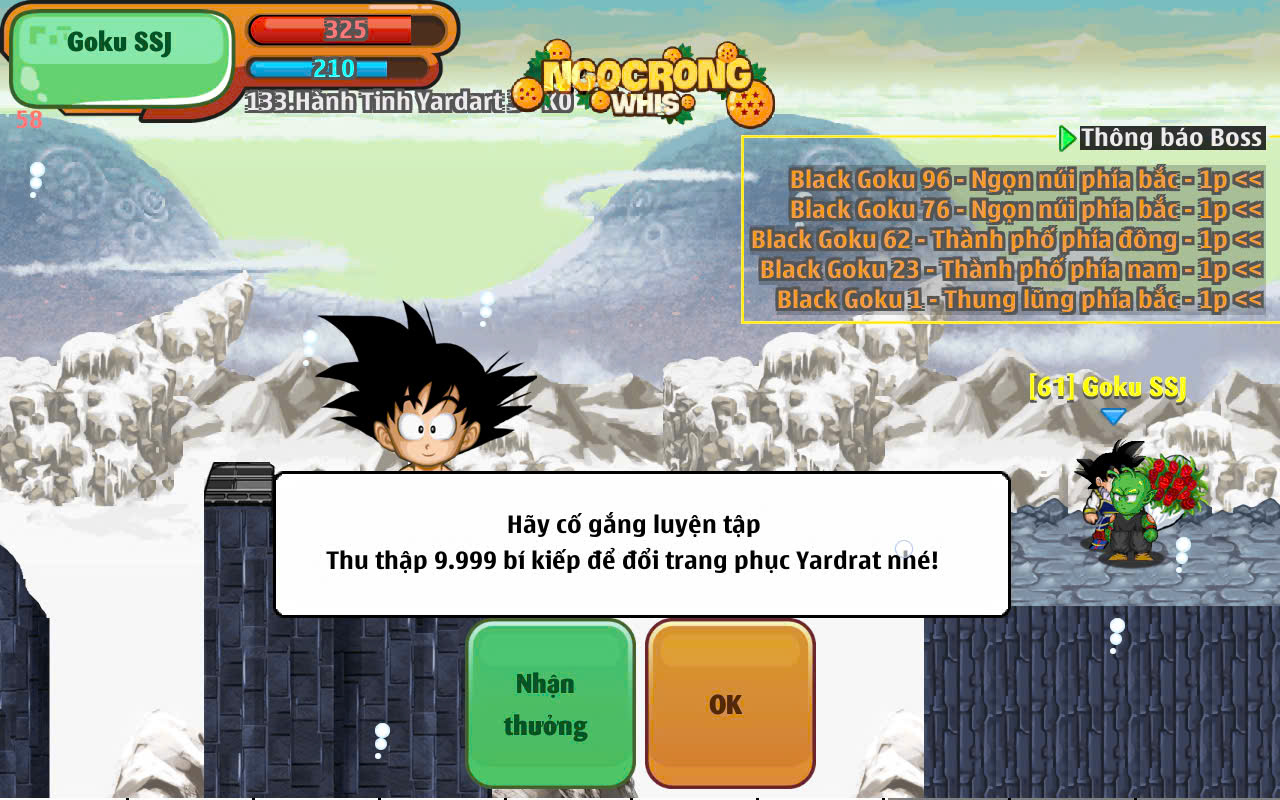 Goku SSJ
325
210
133!Hành Tinh Yardart
58
NGOCRONG
WHIS
Thông báo Boss
Black Goku 96 - Ngọn núi phía bắc - 1p <<
Black Goku 76 - Ngọn núi phía bắc - 1p <<
Black Goku 62 - Thành phố phía đông - 1p <<
Black Goku 23 - Thành phố phía nam - 1p <<
Black Goku 1 - Thung lũng phía bắc - 1p <<
[61] Goku SSJ
Hãy cố gắng luyện tập
Thu thập 9.999 bí kiếp để đổi trang phục Yardrat nhé!
Nhận
thưởng
OK